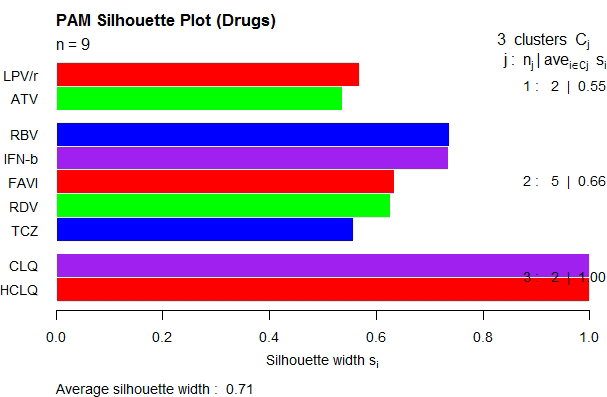 PAM Silhouette Plot (Drugs)
n = 9
3 clusters Cj
j : nj | avei∈Cj si
LPV/r
1 : 2 | 0.55
ATV
RBV
IFN-b
FAVI
2 : 5 | 0.66
RDV
TCZ
CLQ
3 : 2 | 1.00
HCLQ
0.0 0.2 0.4 0.6 0.8 1.0
Silhouette width si
Average silhouette width : 0.71